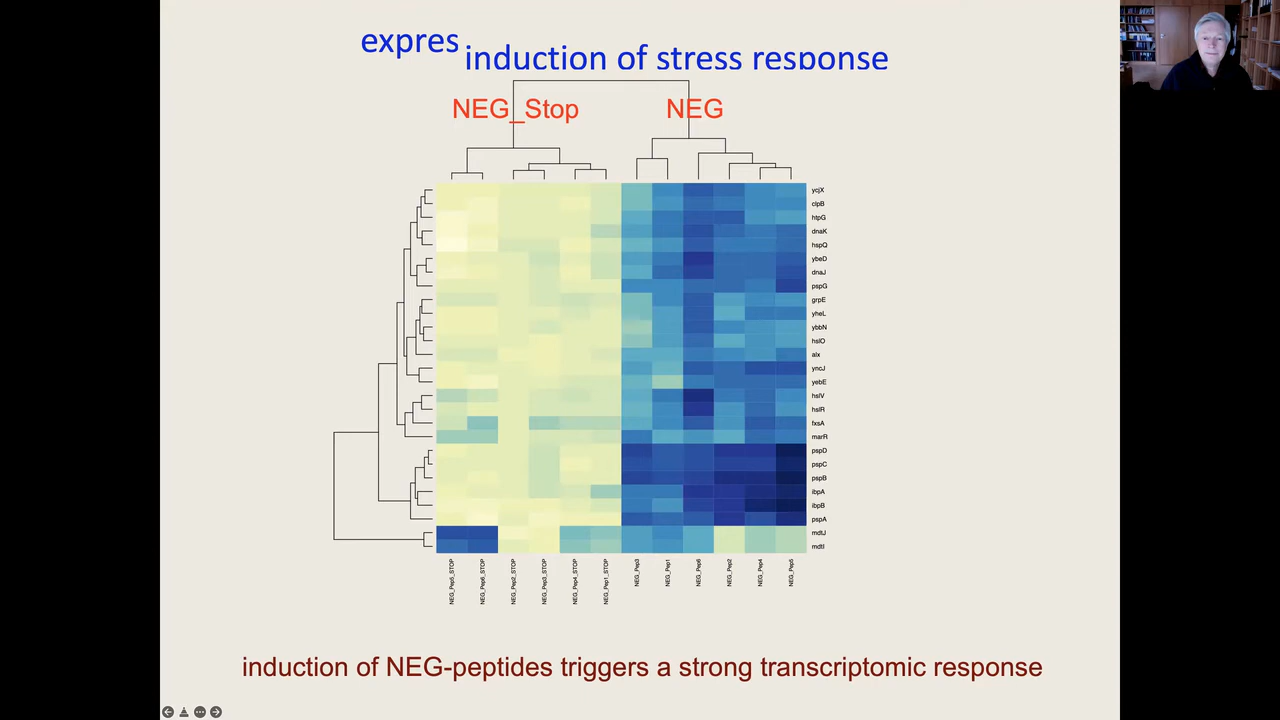 expres
induction of stress response
NEG_Stop
NEG
ycjX
clpB
htpG
dnaK
hspQ
ybeD
dnaJ
pspG
grpE
yheL
ybbN
hslO
alx
yncJ
yebE
hslV
hslR
fxsA
marR
pspD
pspC
pspB
ibpA
ibpB
pspA
mdtJ
mdtI
NEG_Pep5_STOP
NEG_Pep6_STOP
NEG_Pep2_STOP
NEG_Pep3_STOP
NEG_Pep4_STOP
NEG_Pep1_STOP
NEG_Pep3
NEG_Pep1
NEG_Pep6
NEG_Pep2
NEG_Pep4
NEG_Pep5
induction of NEG-peptides triggers a strong transcriptomic response